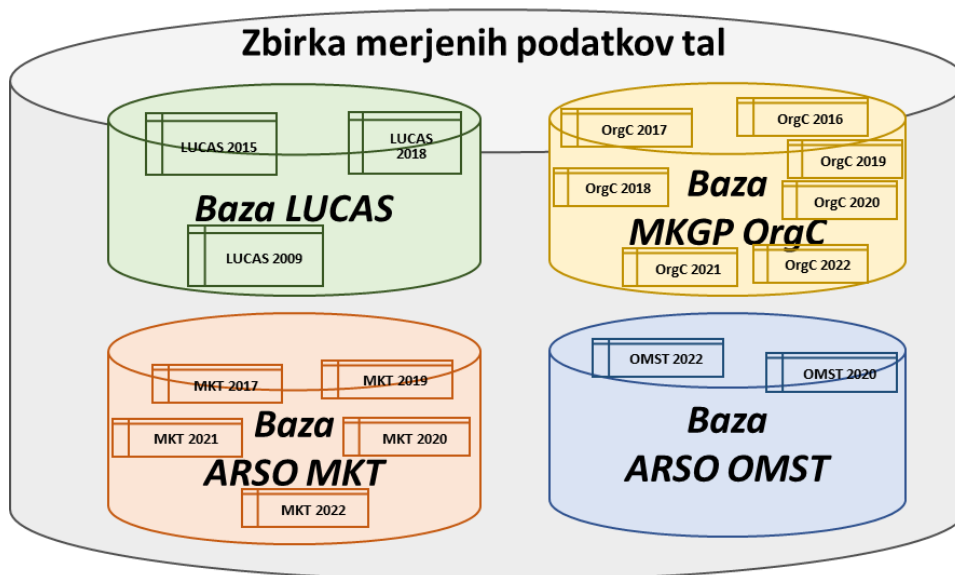 Zbirka merjenih podatkov tal
LUCAS 2015
LUCAS
2018
Baza LUCAS
LUCAS 2009
OrgC 2017
OrgC 2016
OrgC 2019
OrgC 2018
Baza
OrgC 2020
MKGP OrgC
OrgC 2021
OrgC 2022
MKT 2017
MKT 2019
Baza
MKT 2021
MKT 2020
ARSO MKT
MKT 2022
OMST 2022
OMST 2020
Baza
ARSO OMST